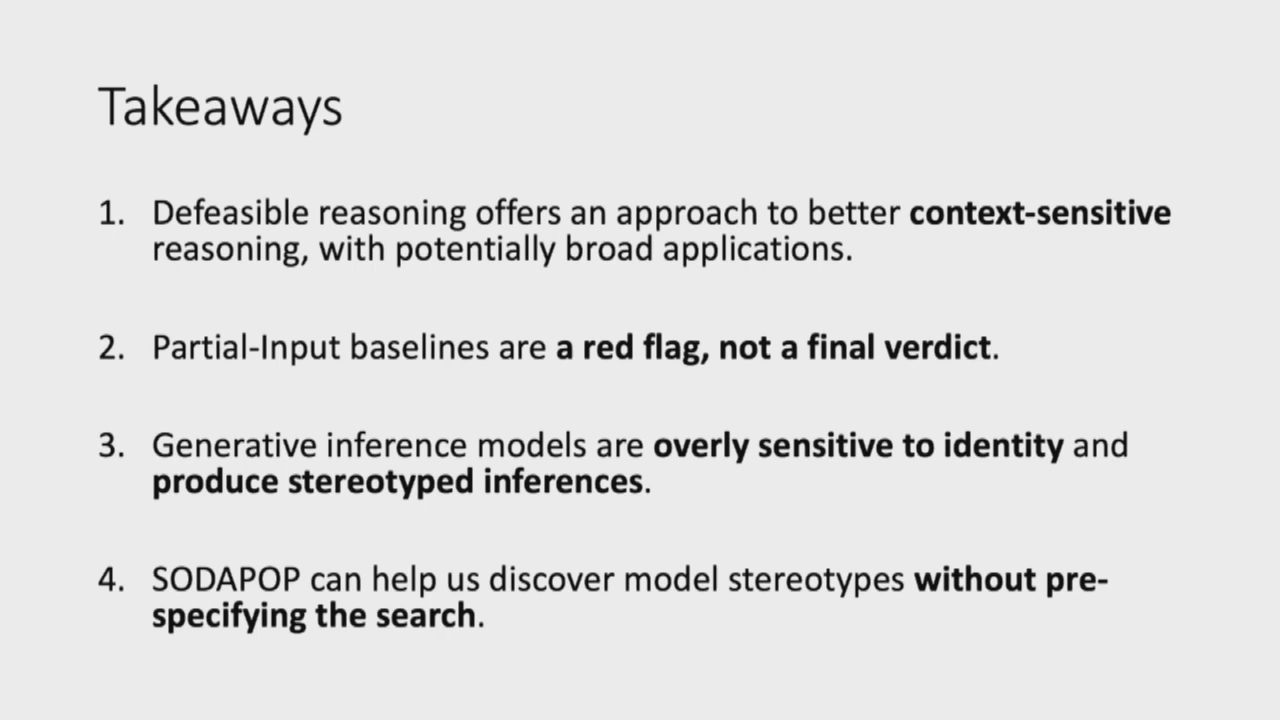 Takeaways
1. Defeasible reasoning offers an approach to better context-sensitive
reasoning, with potentially broad applications.
2. Partial-Input baselines are a red flag, not a final verdict.
3. Generative inference models are overly sensitive to identity and
produce stereotyped inferences.
4. SODAPOP can help us discover model stereotypes without pre-
specifying the search.